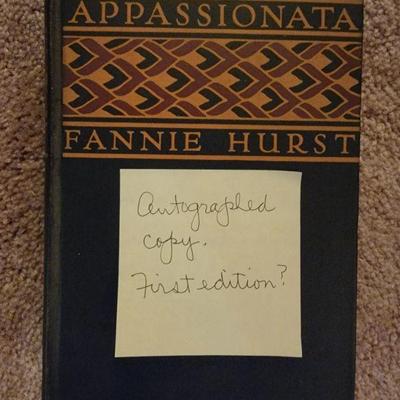 APPASSIONATA
FANNIE HURST
Autographed
copy.
First edition?